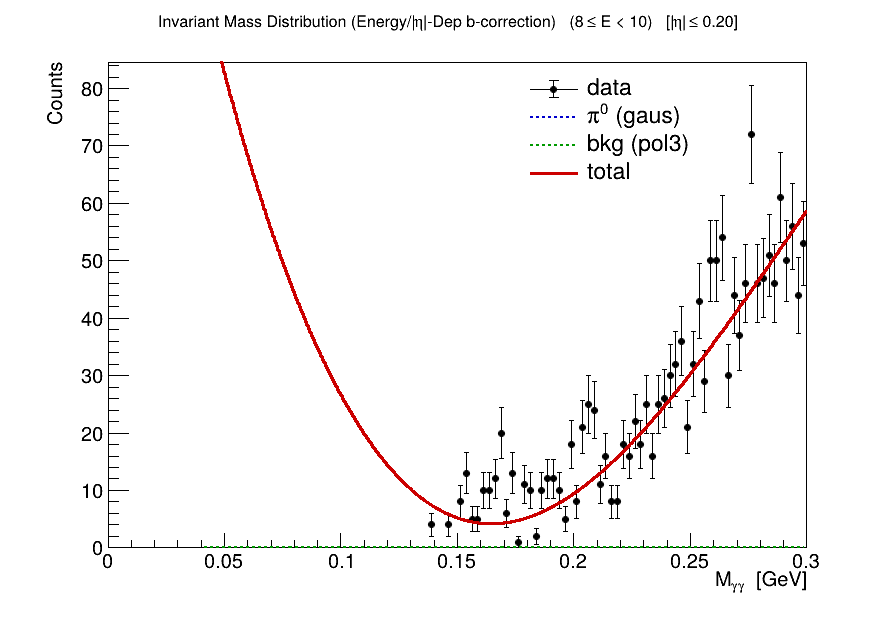 Invariant Mass Distribution (Energy/|η|-Dep b-correction) (8 ≤ E < 10) [|η| ≤ 0.20]
Counts
80
70
60
50
40
30
20
10
0
data
π⁰ (gaus)
bkg (pol3)
total
0 0.05 0.1 0.15 0.2 0.25 0.3
M_γγ [GeV]